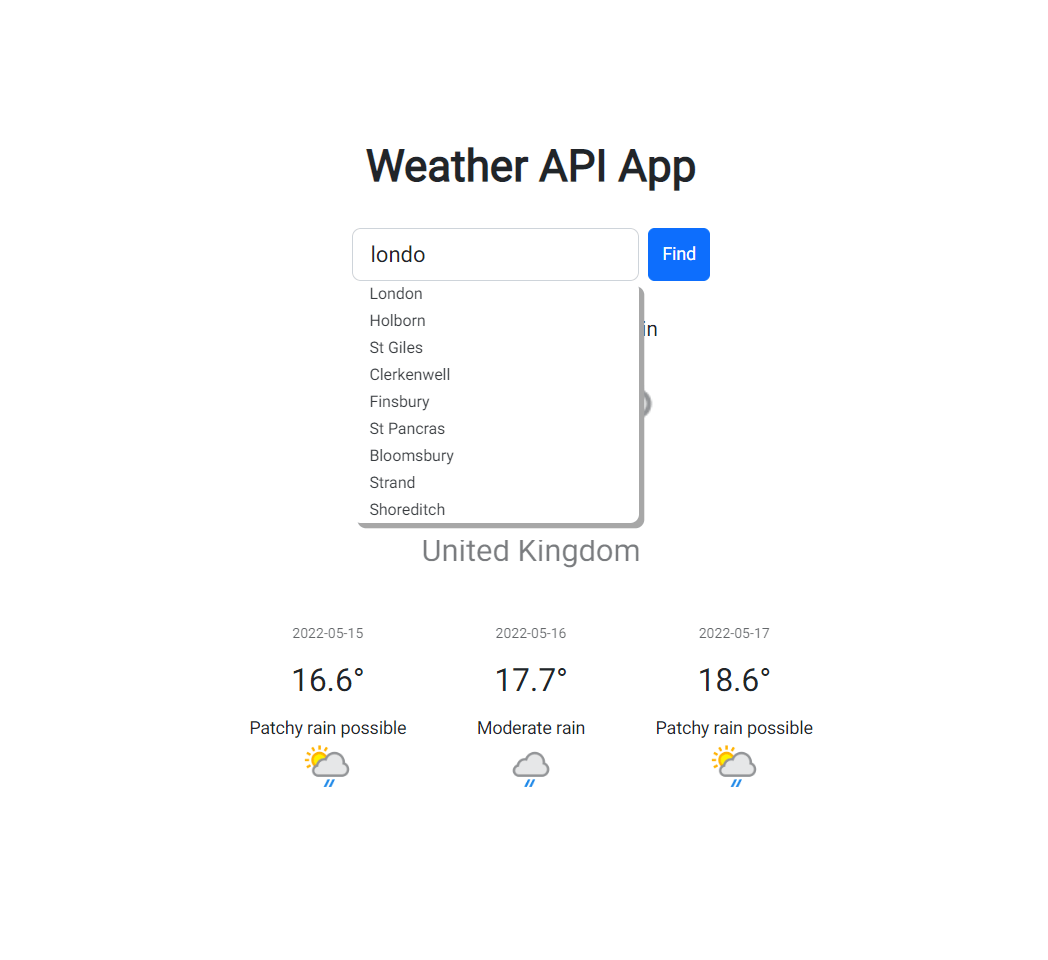 Weather API App
londo
Find
London
Holborn
in
St Giles
Clerkenwell
Finsbury
St Pancras
Bloomsbury
Strand
Shoreditch
United Kingdom
2022-05-15 2022-05-16 2022-05-17
16.6° 17.7° 18.6°
Patchy rain possible Moderate rain Patchy rain possible